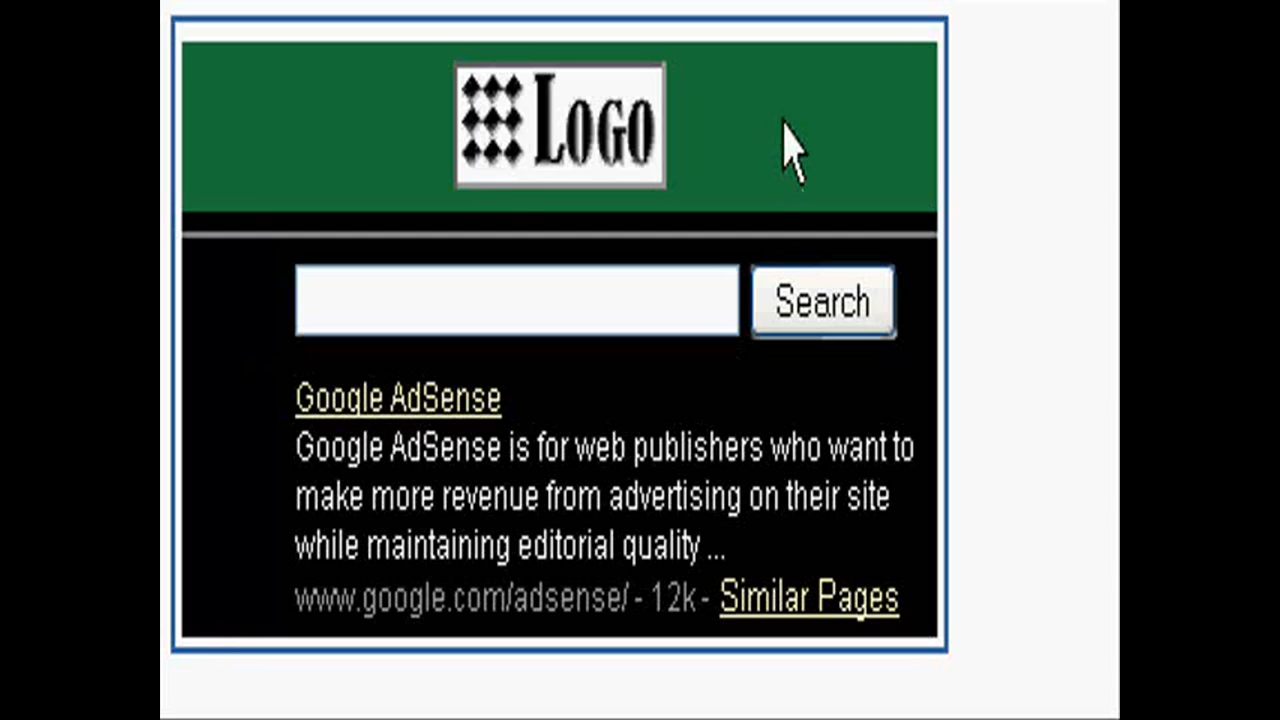 LOGO
Search
Google AdSense
Google AdSense is for web publishers who want to
make more revenue from advertising on their site
while maintaining editorial quality ...
www.google.com/adsense/ - 12k - Similar Pages